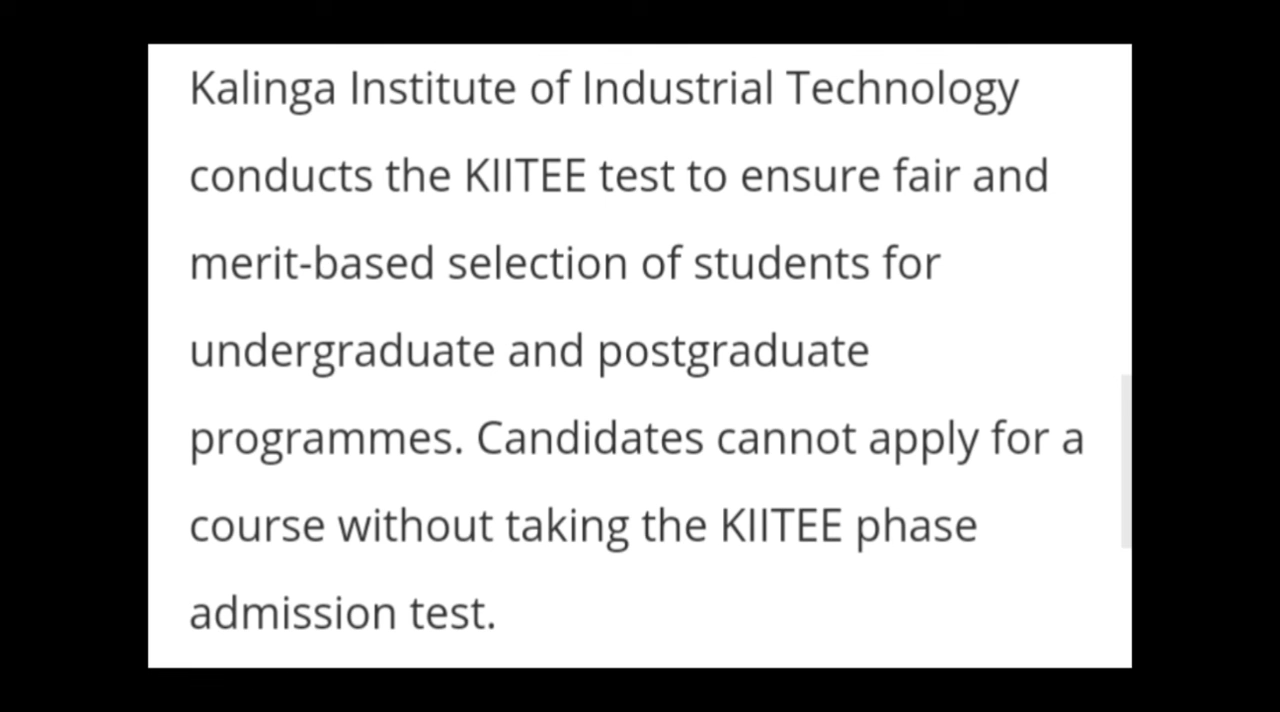 Kalinga Institute of Industrial Technology
conducts the KIITEE test to ensure fair and
merit-based selection of students for
undergraduate and postgraduate
programmes. Candidates cannot apply for a
course without taking the KIITEE phase
admission test.